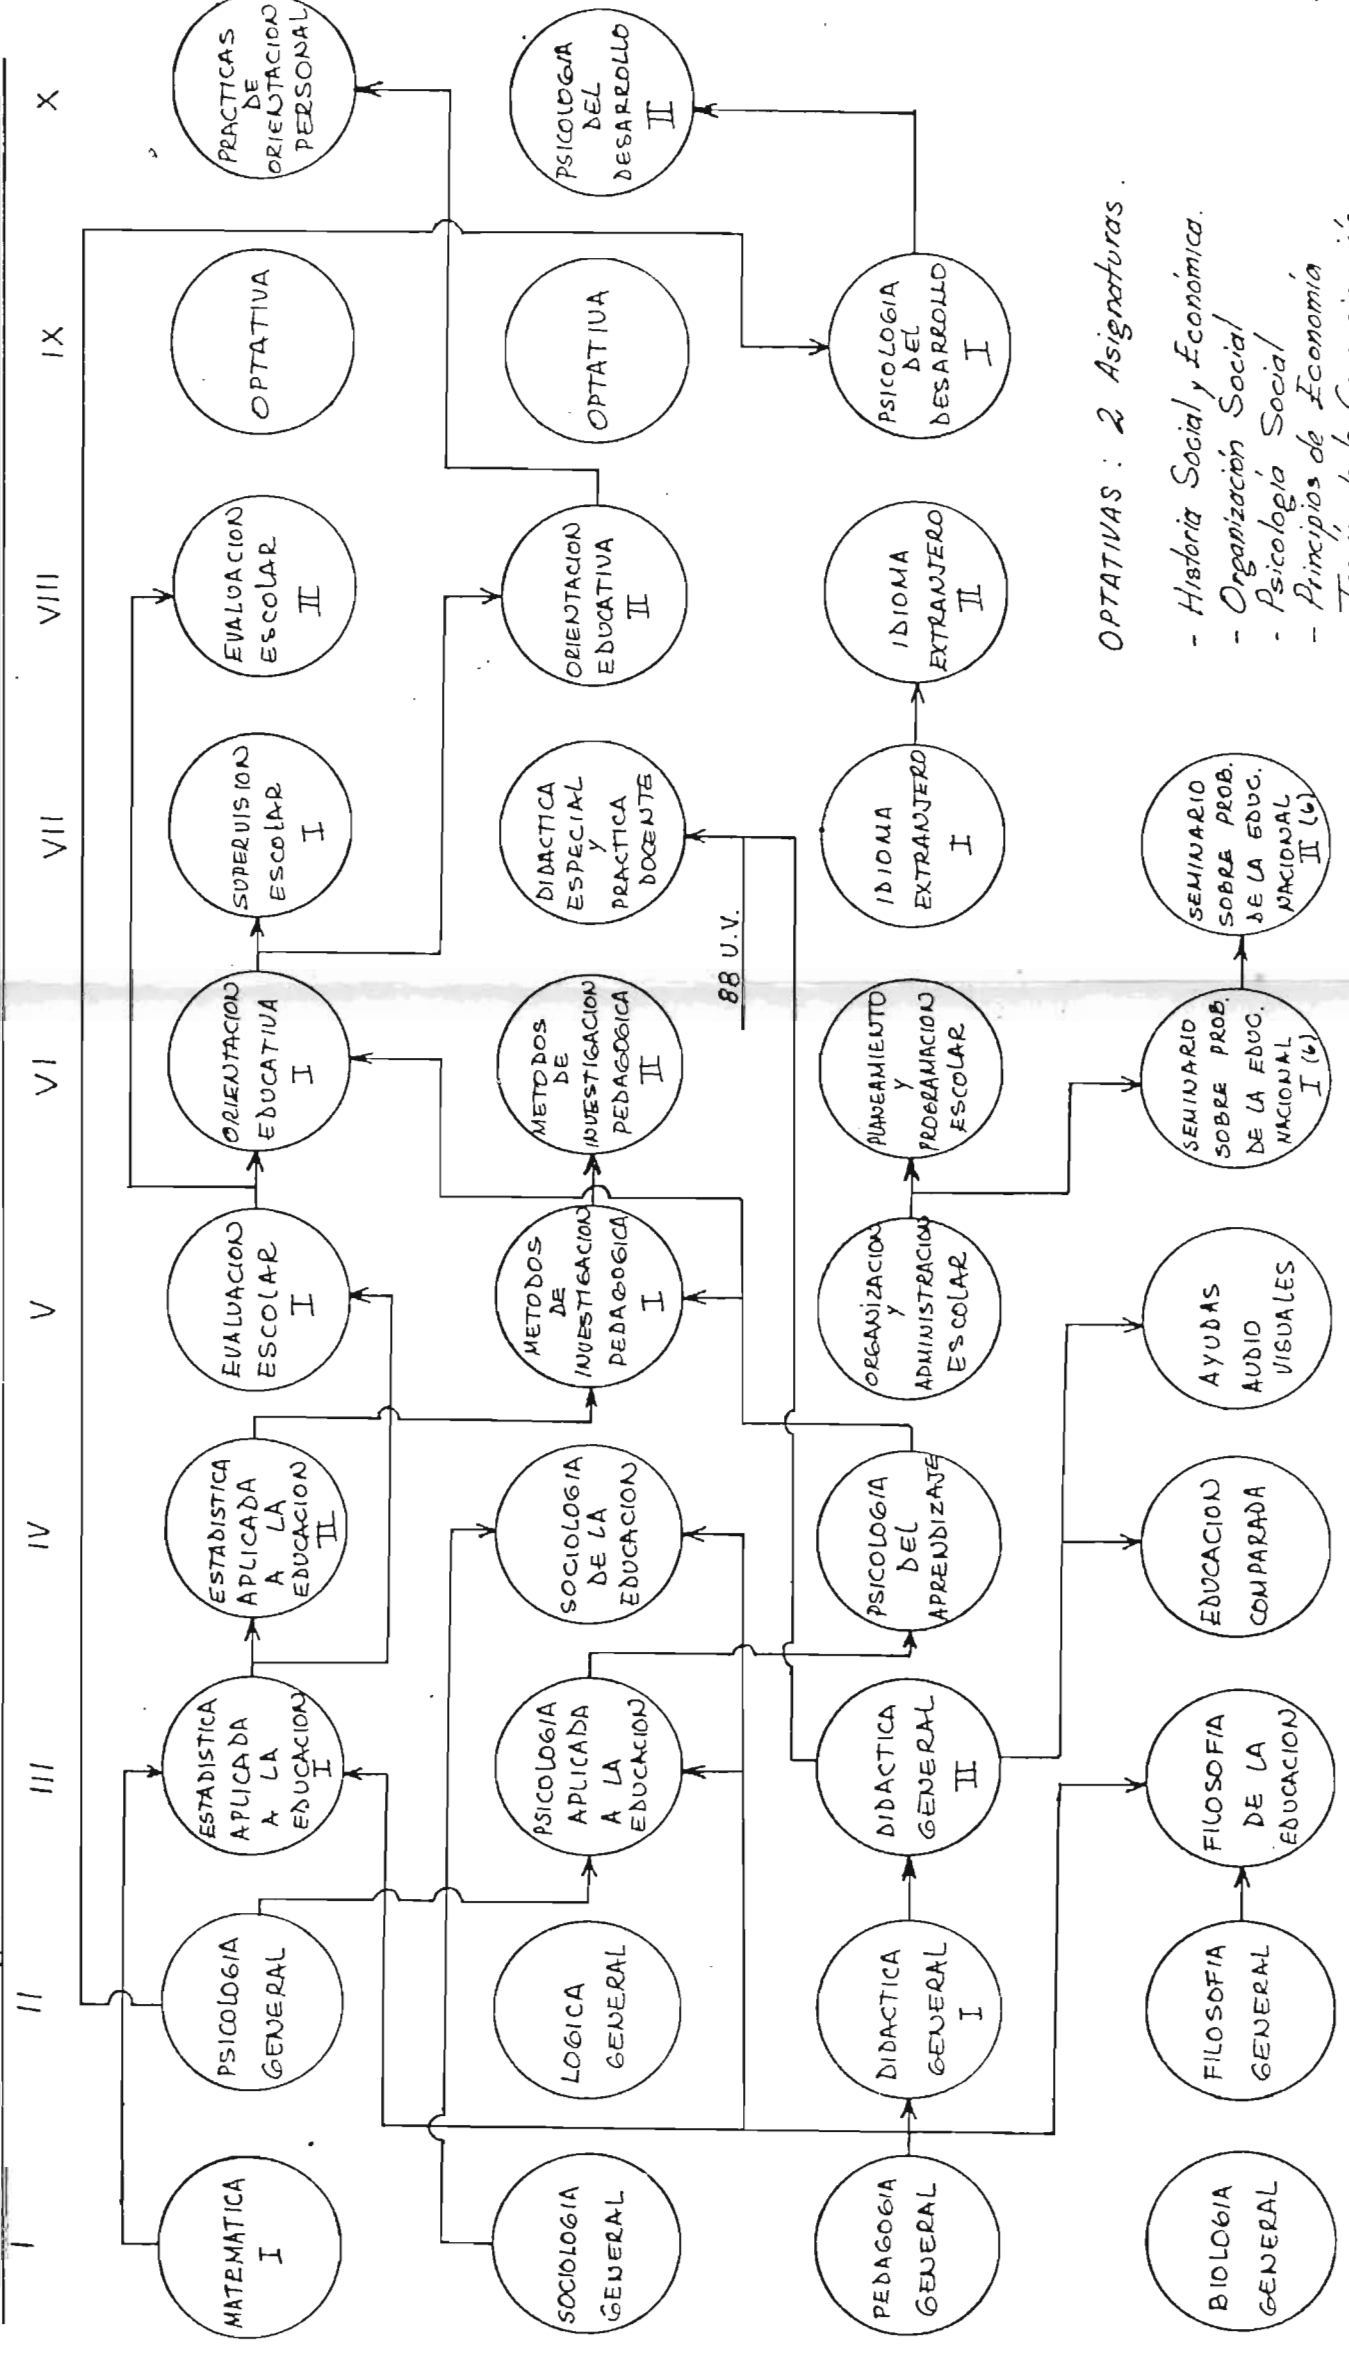 I
II
III
IV
V
VI
VII
VIII
IX
X
MATEMATICA
I
SOCIOLOGIA
GENERAL
PEDAGOGIA
GENERAL
BIOLOGIA
GENERAL
PSICOLOGIA
GENERAL
LOGICA
GENERAL
DIDACTICA
GENERAL
I
FILOSOFIA
GENERAL
ESTADISTICA
APLICADA
A LA
EDUCACION
I
PSICOLOGIA
APLICADA
A LA
EDUCACION
DIDACTICA
GENERAL
II
FILOSOFIA
DE LA
EDUCACION
ESTADISTICA
APLICADA
A LA
EDUCACION
II
SOCIOLOGIA
DE LA
EDUCACION
PSICOLOGIA
DEL
APRENDIZAJE
EDUCACION
COMPARADA
EVALUACION
ESCOLAR
I
METODOS
DE
INVESTIGACION
PEDAGOGICA
I
ORGANIZACION
Y
ADMINISTRACION
ESCOLAR
AYUDAS
AUDIO
VISUALES
ORIENTACION
EDUCATIVA
I
METODOS
DE
INVESTIGACION
PEDAGOGICA
II
PLANEAMIENTO
Y
PROGRAMACION
ESCOLAR
SEMINARIO
SOBRE PROB.
DE LA EDUC.
NACIONAL
I (6)
SUPERVISION
ESCOLAR
I
DIDACTICA
ESPECIAL
Y
PRACTICA
DOCENTE
88 U.V.
IDIOMA
EXTRANJERO
I
SEMINARIO
SOBRE PROB.
DE LA EDUC.
NACIONAL
II (6)
EVALUACION
ESCOLAR
II
ORIENTACION
EDUCATIVA
II
IDIOMA
EXTRANJERO
II
OPTATIVA
OPTATIVA
PSICOLOGIA
DEL
DESARROLLO
I
PRACTICAS
DE
ORIENTACION
PERSONAL
PSICOLOGIA
DEL
DESARROLLO
II
OPTATIVAS : 2 Asignaturas.
- Historia Social y Económica.
- Organización Social
- Psicología Social
- Principios de Economía